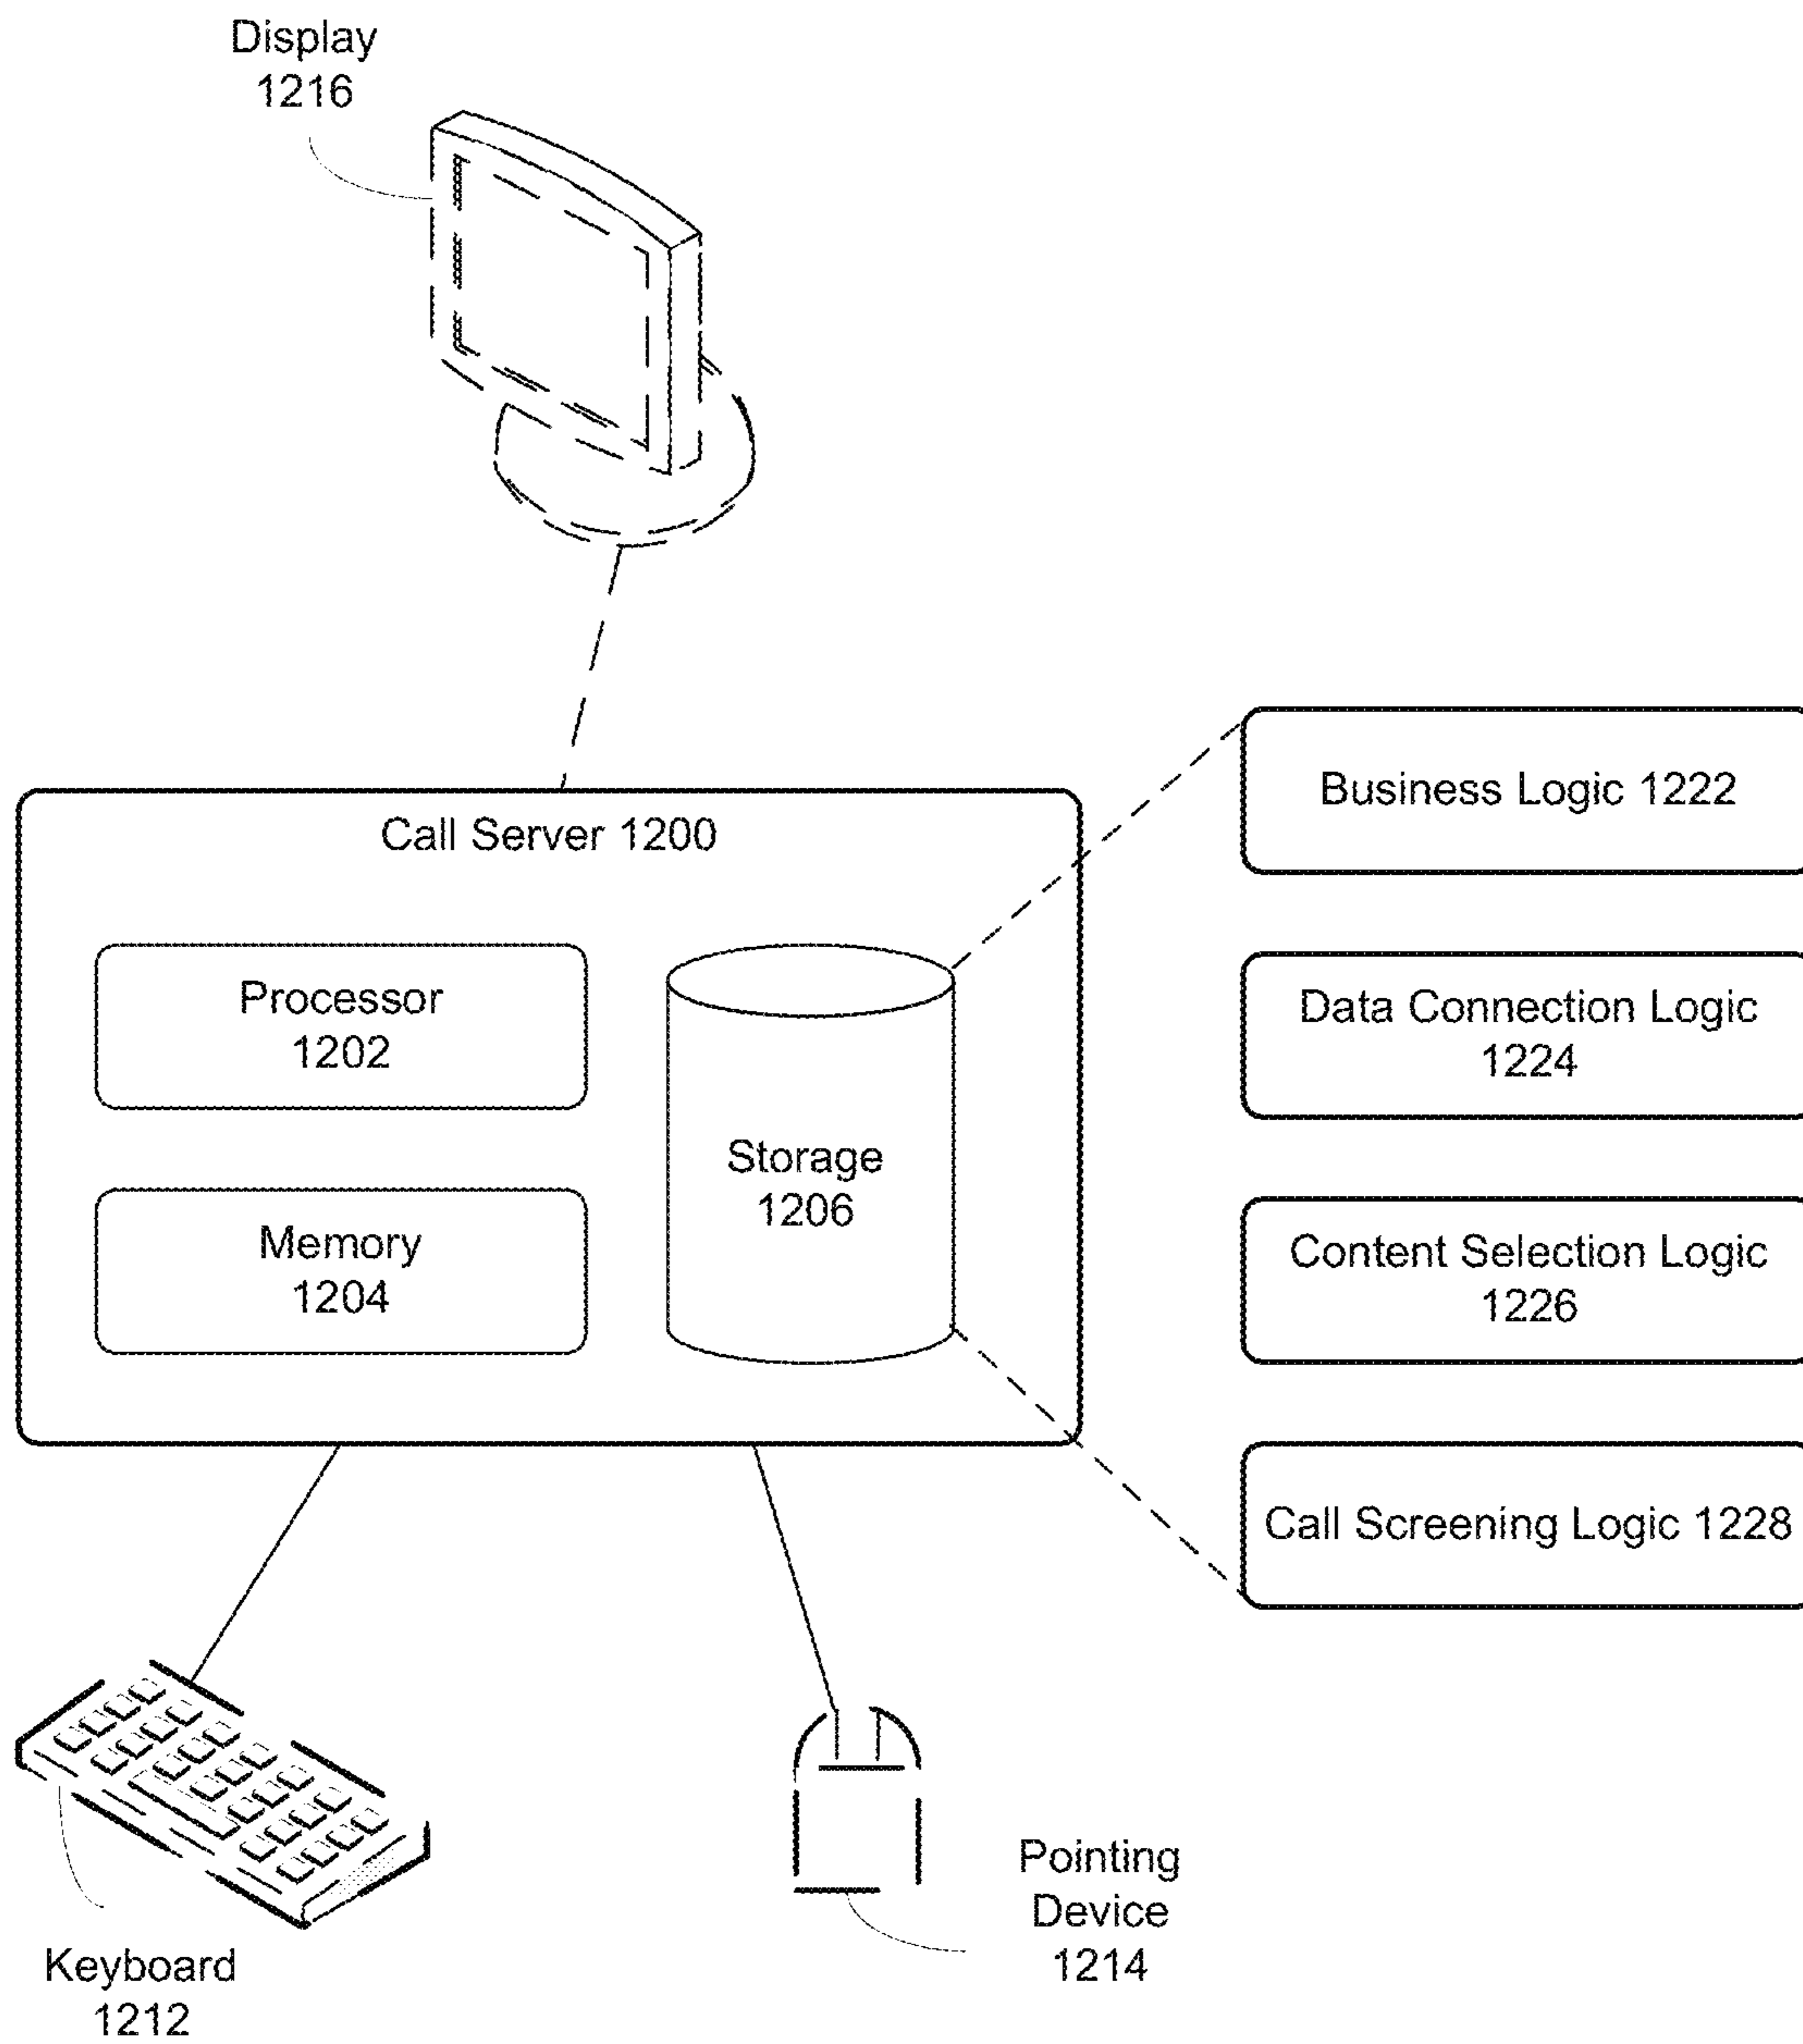 Display
1216
Call Server 1200
Processor
1202
Memory
1204
Storage
1206
Business Logic 1222
Data Connection Logic
1224
Content Selection Logic
1226
Call Screening Logic 1228
Keyboard
1212
Pointing
Device
1214